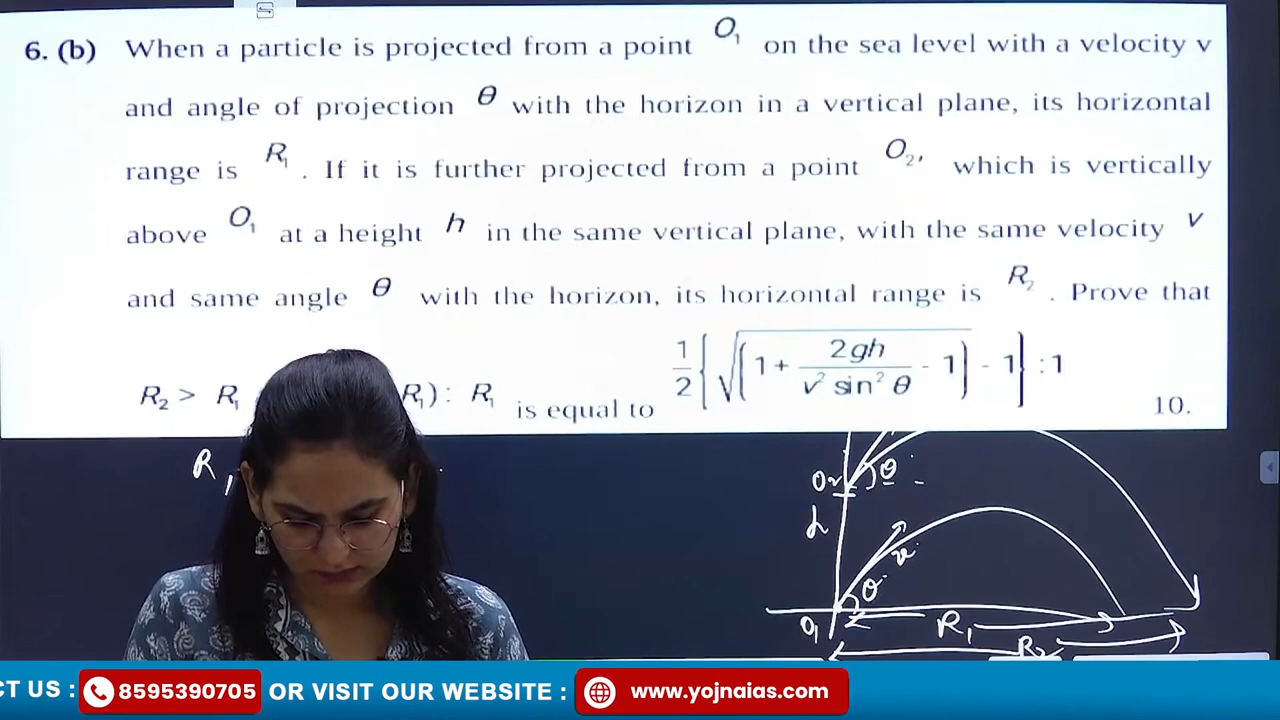 6. (b) When a particle is projected from a point O₁ on the sea level with a velocity v
and angle of projection θ with the horizon in a vertical plane, its horizontal
range is R₁. If it is further projected from a point O₂, which is vertically
above O₁ at a height h in the same vertical plane, with the same velocity v
and same angle θ with the horizon, its horizontal range is R₂. Prove that
R₂ > R₁ R₁) : R₁ is equal to 1/2 { √(1 + 2gh / v² sin² θ - 1) - 1 } : 1
10.
R₁
θ
h
v
θ
O₁
R₁
R₂
CT US : 8595390705 OR VISIT OUR WEBSITE : www.yojnaias.com